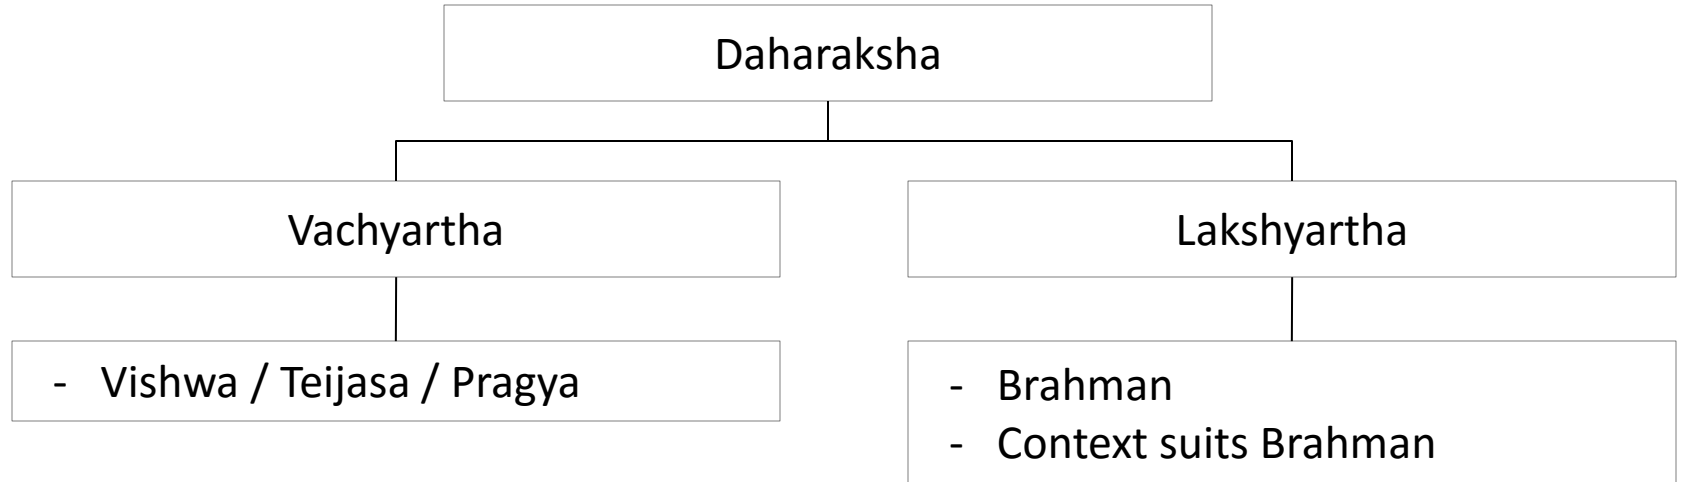 Daharaksha
Vachyartha
Lakshyartha
- Vishwa / Teijasa / Pragya
- Brahman
- Context suits Brahman